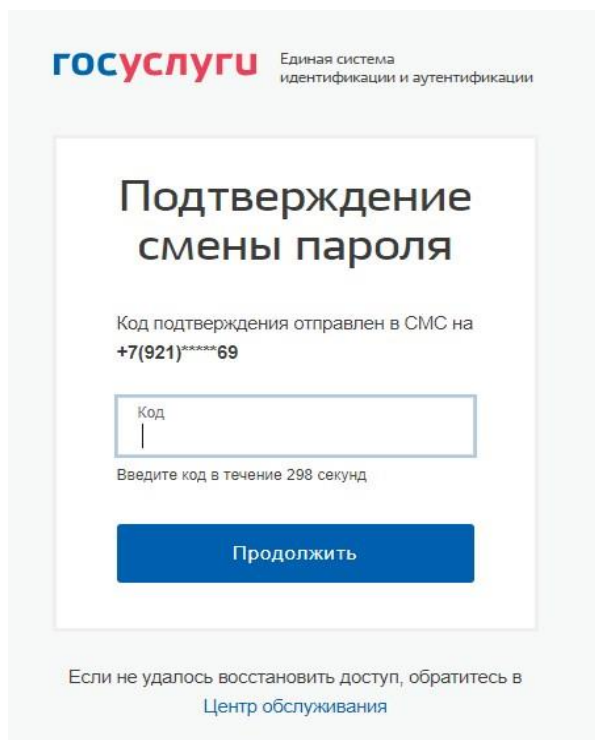 госуслуги
Единая система
идентификации и аутентификации
Подтверждение
смены пароля
Код подтверждения отправлен в СМС на
+7(921)*****69
Код
Введите код в течение 298 секунд
Продолжить
Если не удалось восстановить доступ, обратитесь в
Центр обслуживания